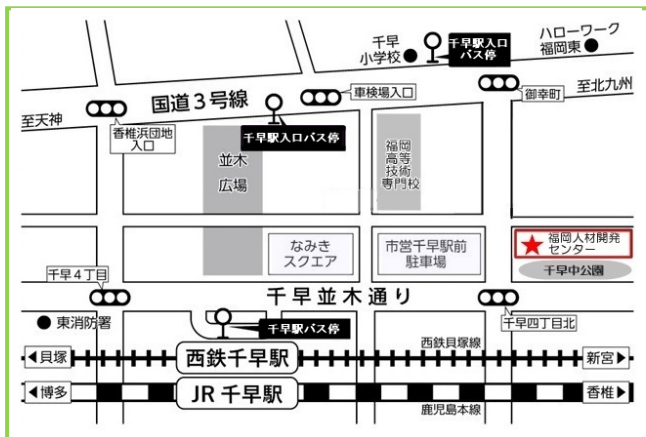 千早
小学校
千早駅入口
バス停
ハローワーク
福岡東
国道3号線
車検場入口
御幸町
至北九州
至天神
香椎浜団地
入口
千早駅入口バス停
並木
広場
福岡
高等
技術
専門校
なみき
スクエア
市営千早駅前
駐車場
福岡人材開発
センター
千早中公園
千早4丁目
千早並木通り
東消防署
千早駅バス停
千早四丁目北
西鉄貝塚線
貝塚
西鉄千早駅
新宮
博多
JR 千早駅
香椎
鹿児島本線